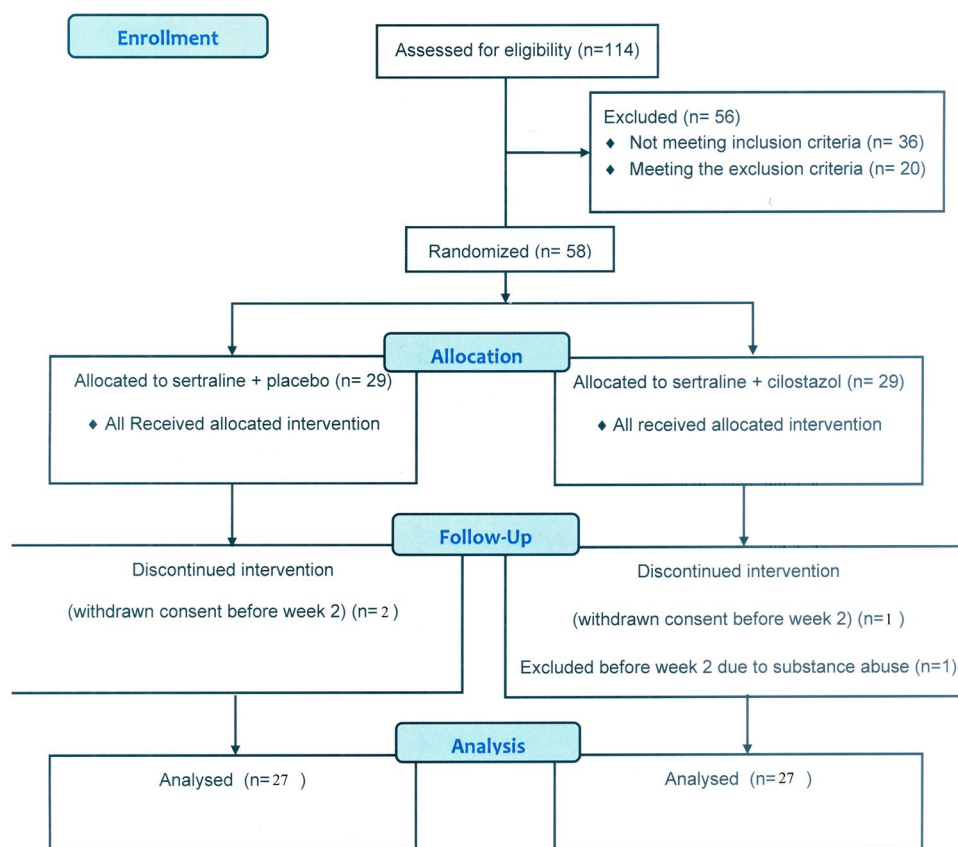 Enrollment
Assessed for eligibility (n=114)
Excluded (n= 56)
♦ Not meeting inclusion criteria (n= 36)
♦ Meeting the exclusion criteria (n= 20)
Randomized (n= 58)
Allocation
Allocated to sertraline + placebo (n= 29)
♦ All Received allocated intervention
Allocated to sertraline + cilostazol (n= 29)
♦ All received allocated intervention
Follow-Up
Discontinued intervention
(withdrawn consent before week 2) (n=2)
Discontinued intervention
(withdrawn consent before week 2) (n=1 )
Excluded before week 2 due to substance abuse (n=1)
Analysis
Analysed (n=27 )
Analysed (n=27 )